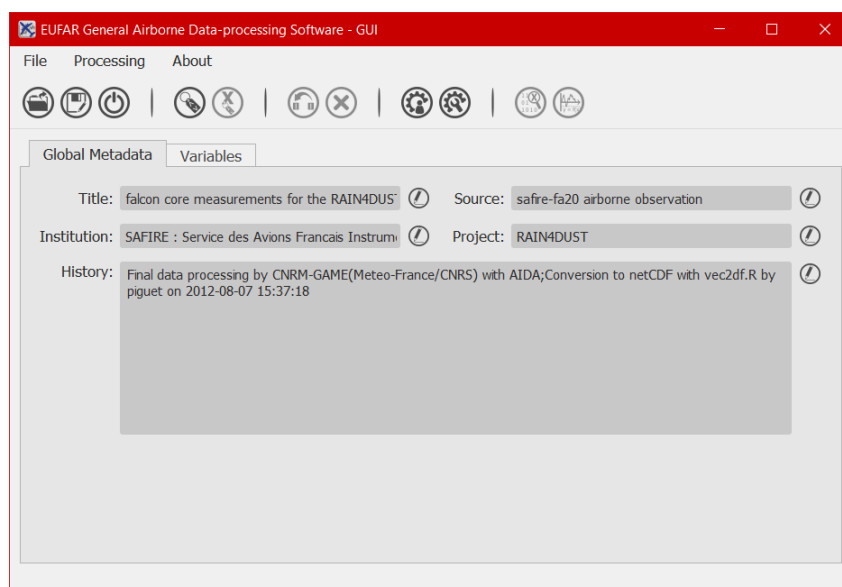 EUFAR General Airborne Data-processing Software - GUI
File Processing About
Global Metadata Variables
Title: falcon core measurements for the RAIN4DUS Source: safire-fa20 airborne observation
Institution: SAFIRE : Service des Avions Francais Instrum Project: RAIN4DUST
History: Final data processing by CNRM-GAME(Meteo-France/CNRS) with AIDA;Conversion to netCDF with vec2df.R by
piguet on 2012-08-07 15:37:18